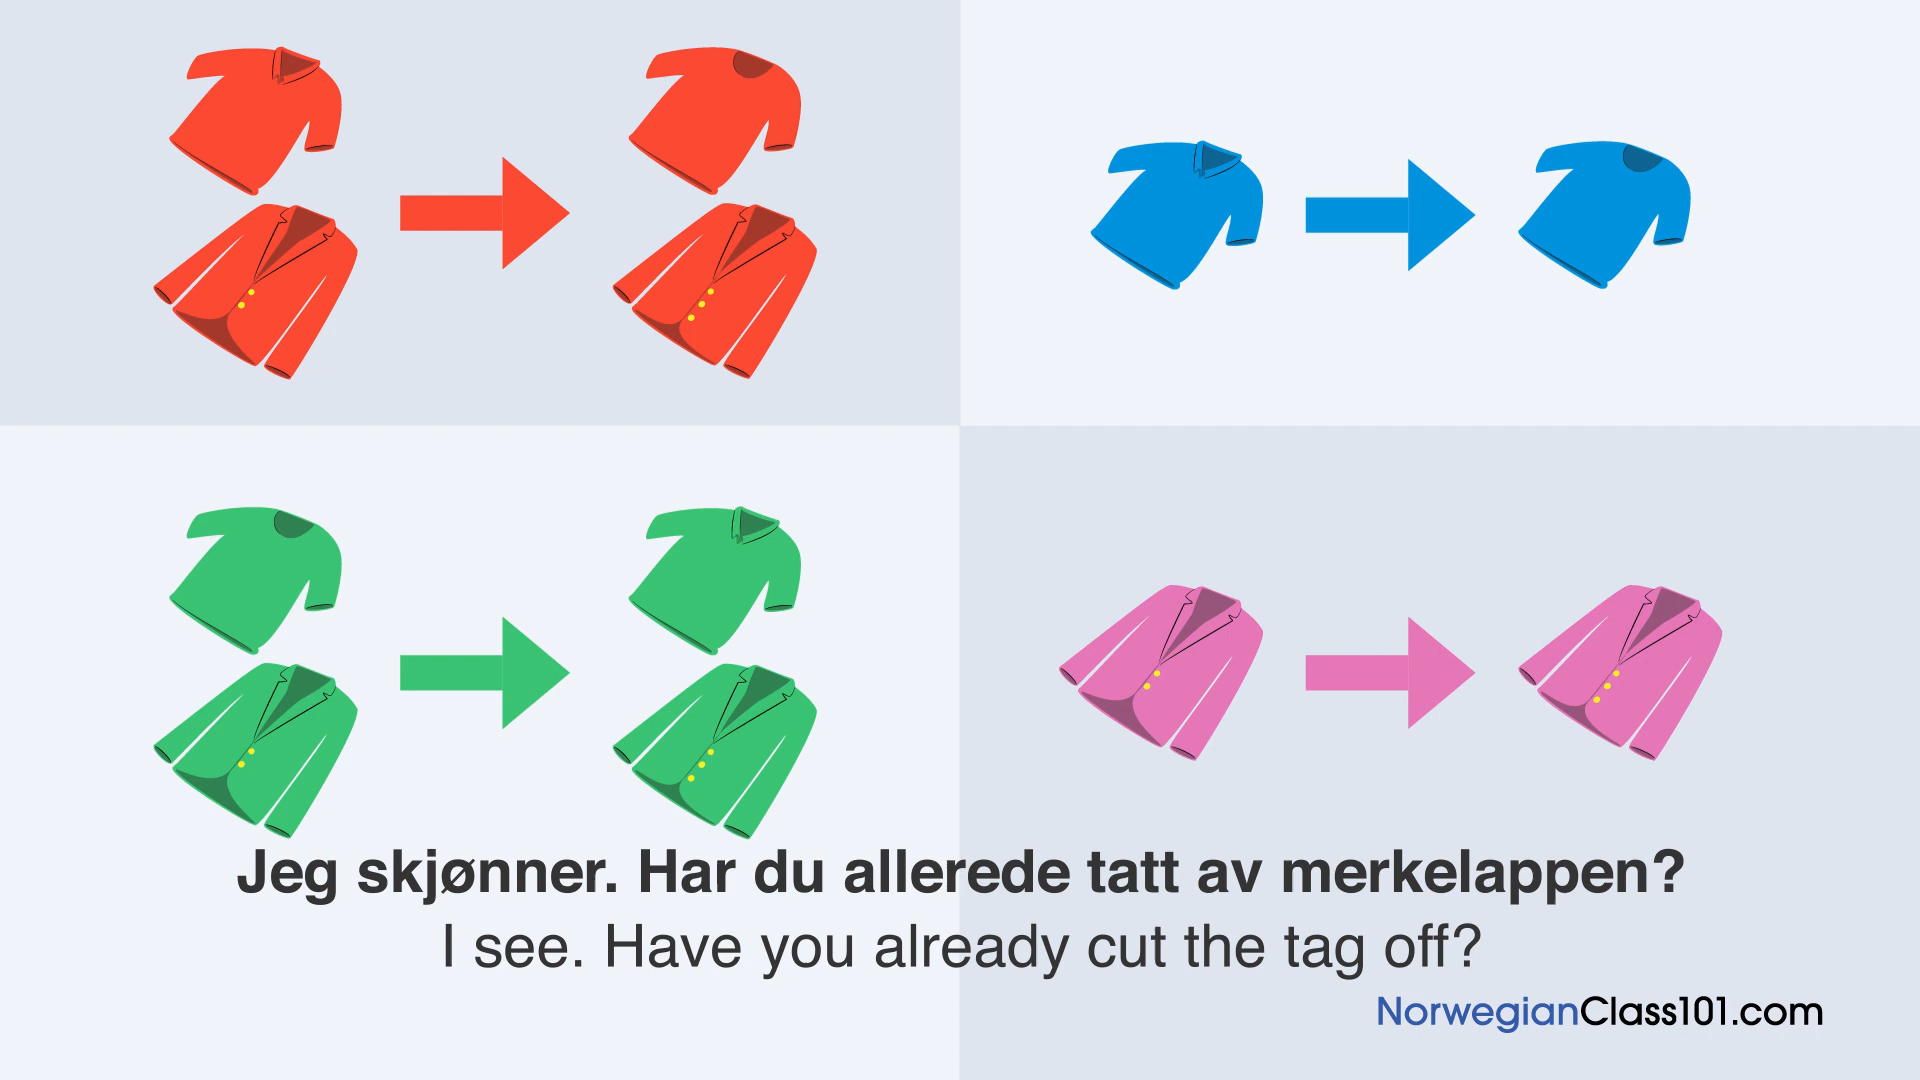 Jeg skjønner. Har du allerede tatt av merkelappen?
I see. Have you already cut the tag off?
NorwegianClass101.com